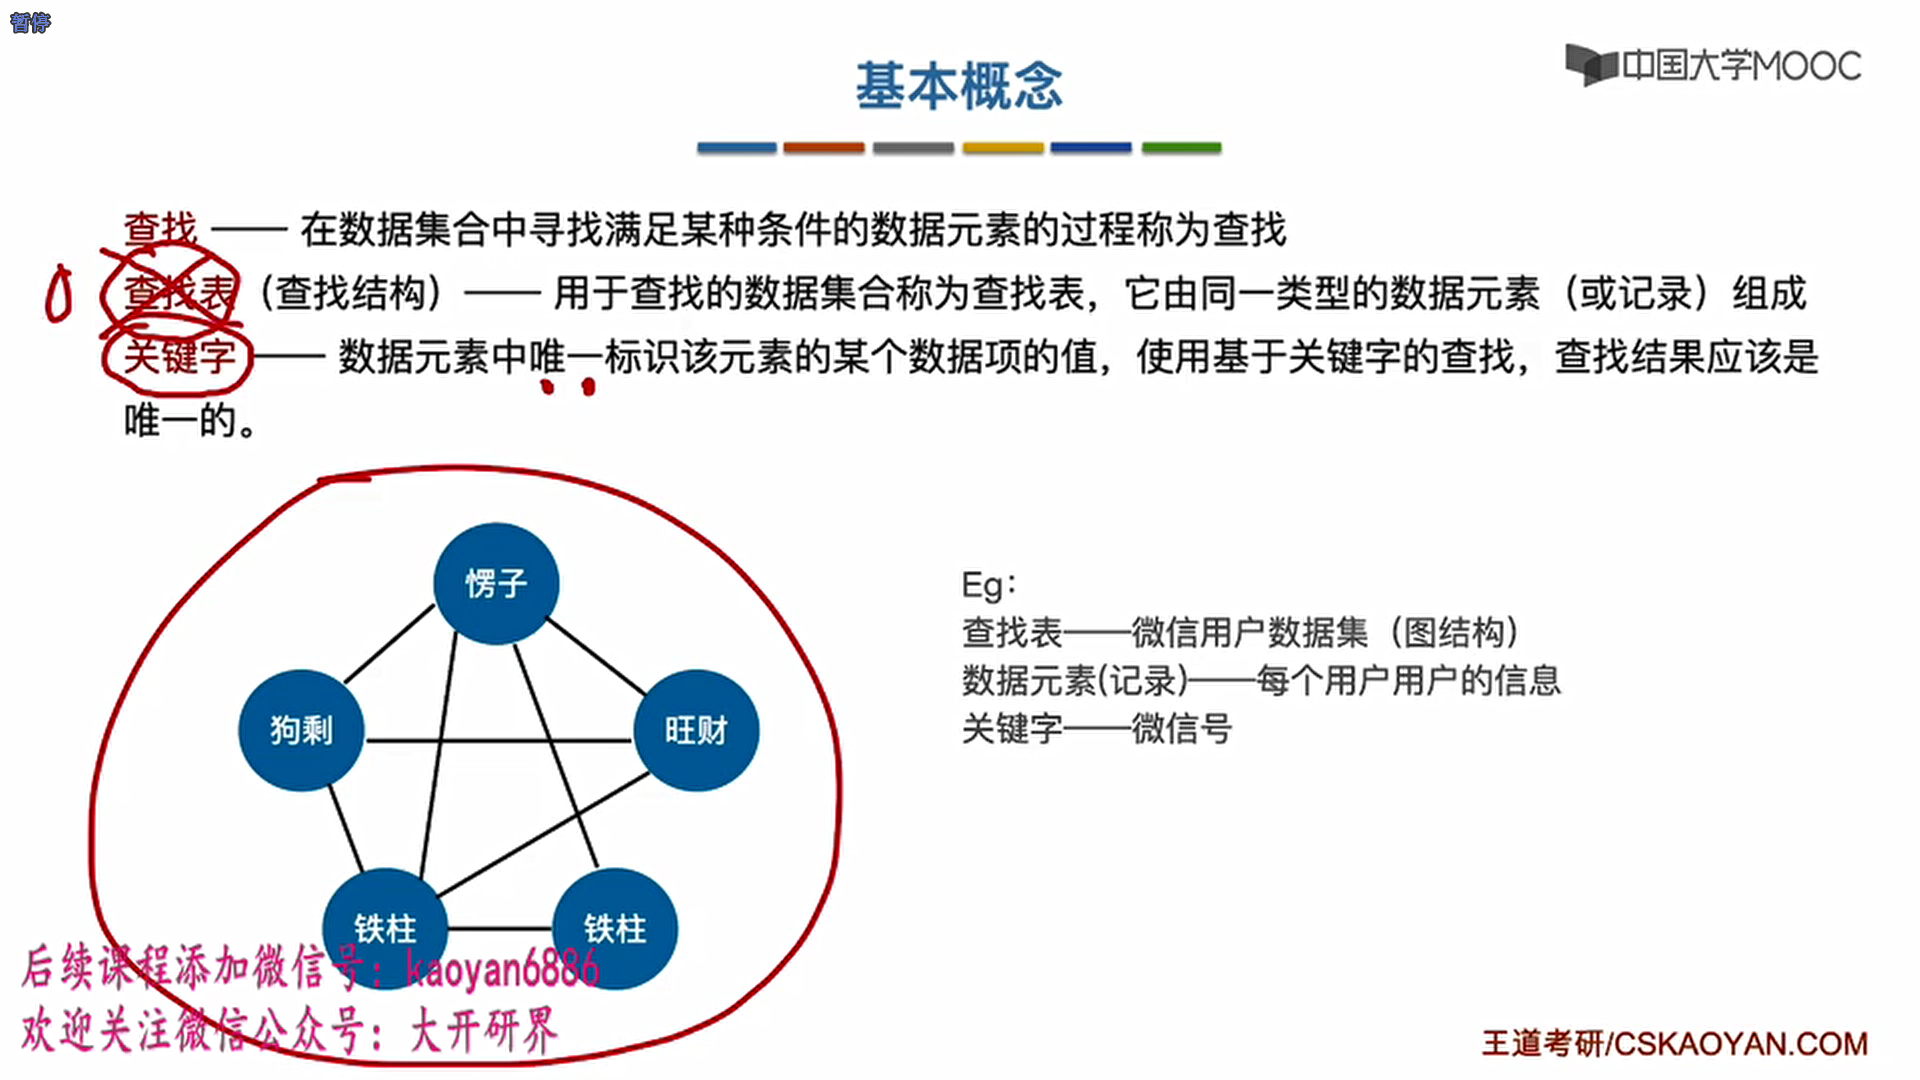 暂停
中国大学MOOC
基本概念
查找 —— 在数据集合中寻找满足某种条件的数据元素的过程称为查找
查找表（查找结构）—— 用于查找的数据集合称为查找表，它由同一类型的数据元素（或记录）组成
关键字 —— 数据元素中唯一标识该元素的某个数据项的值，使用基于关键字的查找，查找结果应该是
唯一的。
愣子
狗剩
旺财
铁柱
铁柱
Eg：
查找表——微信用户数据集（图结构）
数据元素(记录)——每个用户用户的信息
关键字——微信号
后续课程添加微信号：kaoyan6886
欢迎关注微信公众号：大开研界
王道考研/CSKAOYAN.COM